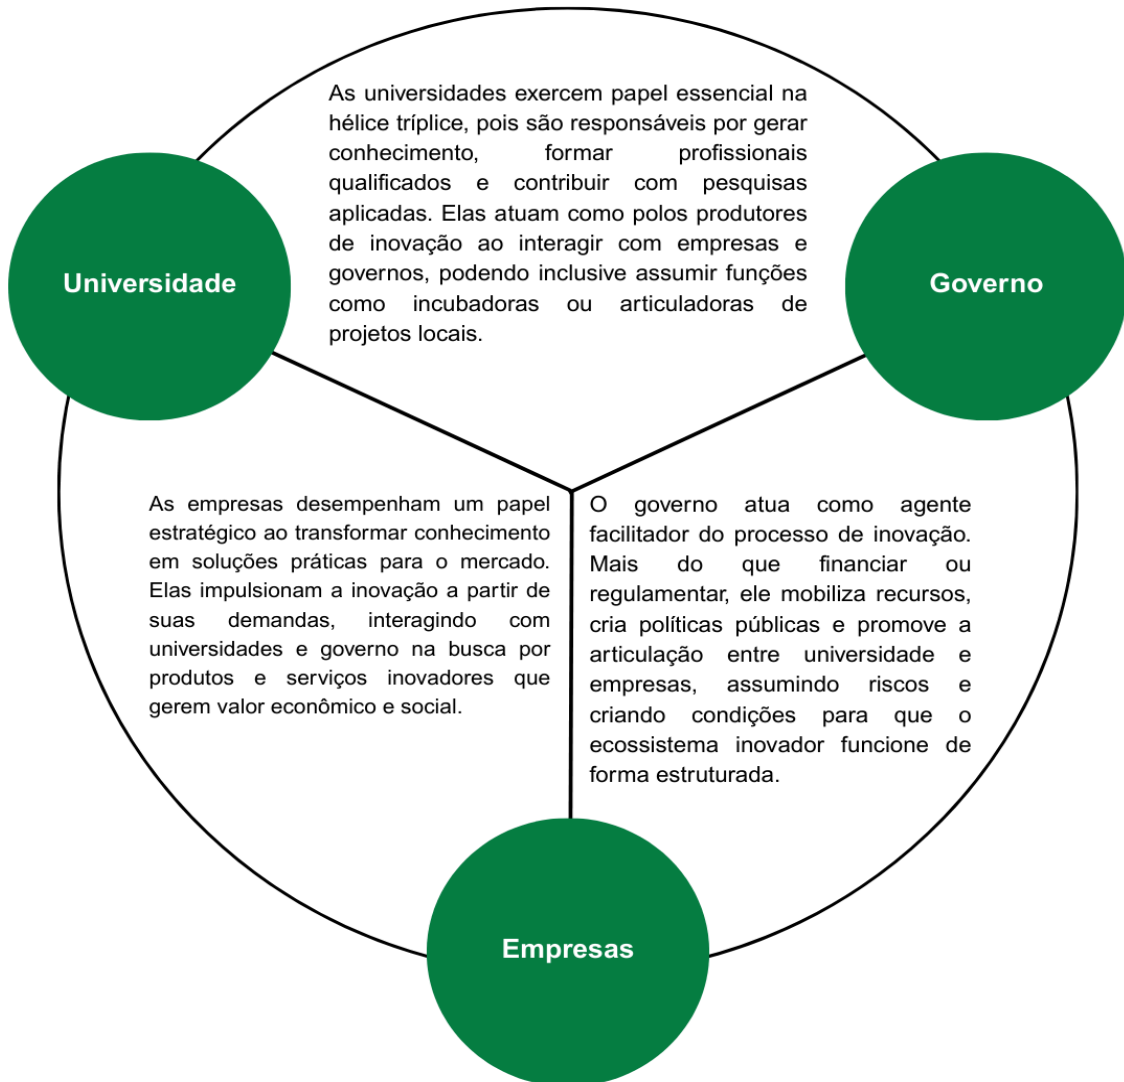 As universidades exercem papel essencial na
hélice tríplice, pois são responsáveis por gerar
conhecimento, formar profissionais
qualificados e contribuir com pesquisas
aplicadas. Elas atuam como polos produtores
de inovação ao interagir com empresas e
governos, podendo inclusive assumir funções
como incubadoras ou articuladoras de
projetos locais.
Universidade
Governo
As empresas desempenham um papel
estratégico ao transformar conhecimento
em soluções práticas para o mercado.
Elas impulsionam a inovação a partir de
suas demandas, interagindo com
universidades e governo na busca por
produtos e serviços inovadores que
gerem valor econômico e social.
O governo atua como agente
facilitador do processo de inovação.
Mais do que financiar ou
regulamentar, ele mobiliza recursos,
cria políticas públicas e promove a
articulação entre universidade e
empresas, assumindo riscos e
criando condições para que o
ecossistema inovador funcione de
forma estruturada.
Empresas